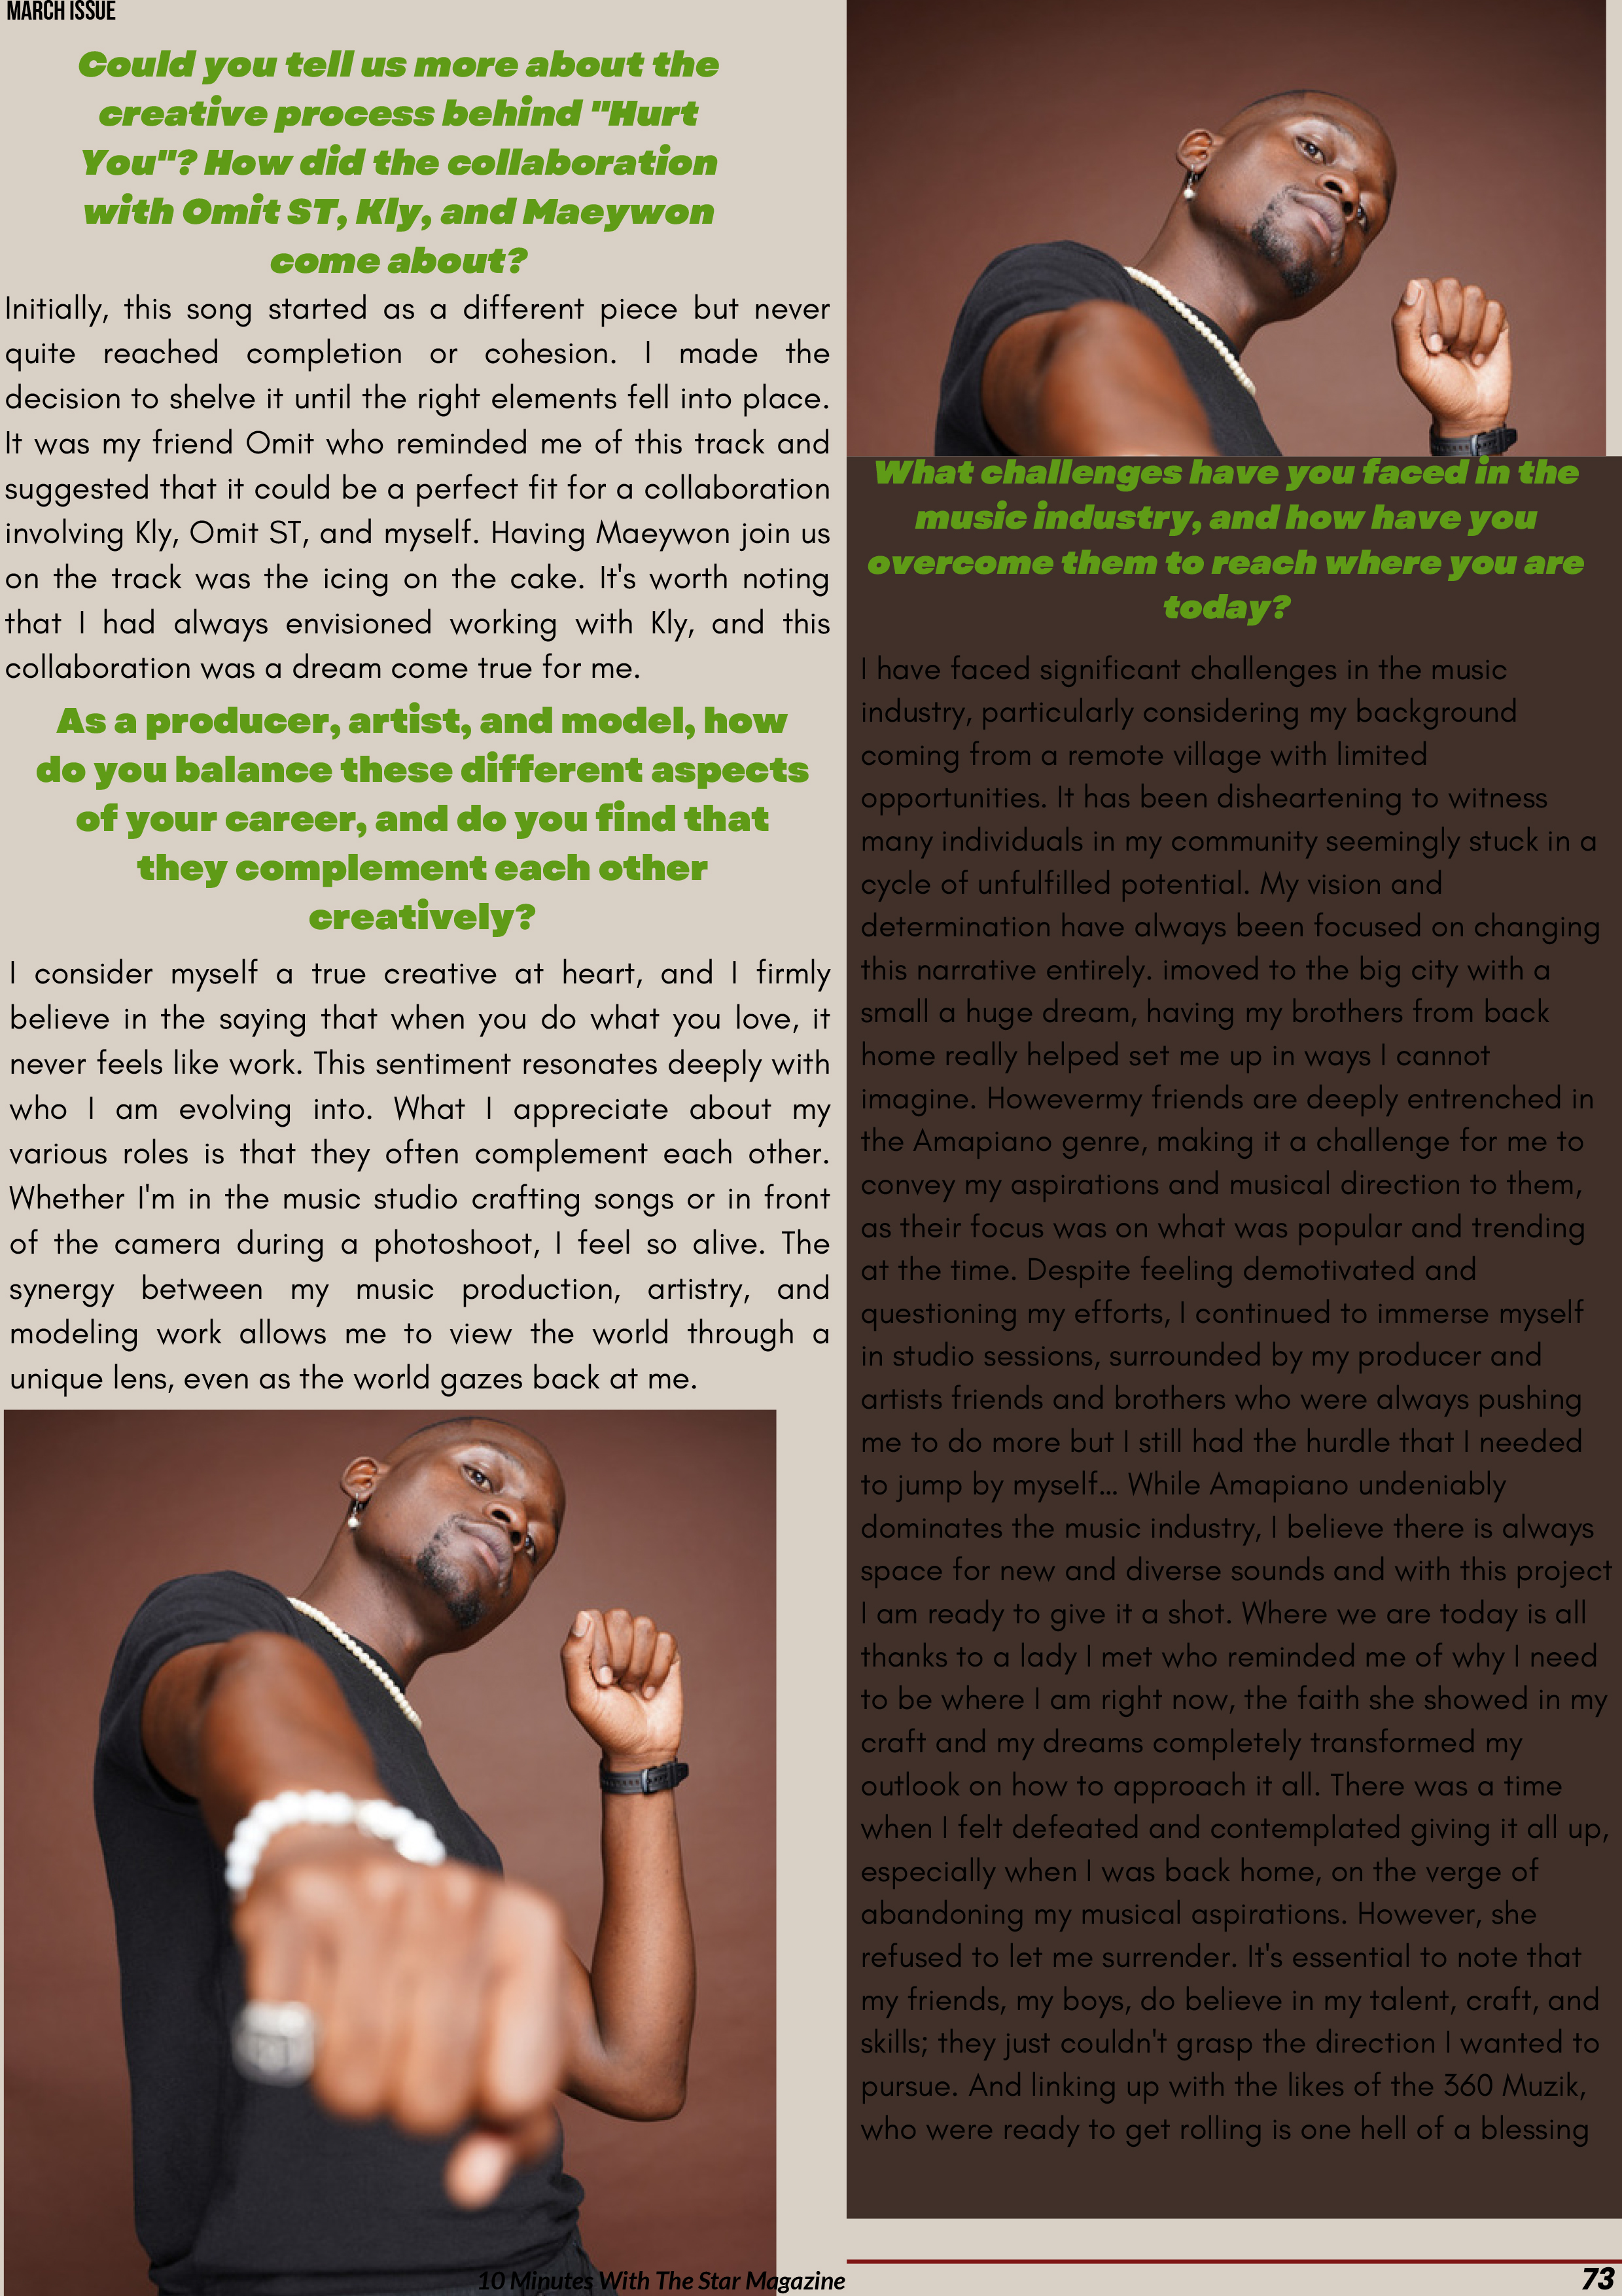 MARCH ISSUE
Could you tell us more about the
creative process behind "Hurt
You"? How did the collaboration
with Omit ST, Kly, and Maeywon
come about?
Initially, this song started as a different piece but never
quite reached completion or cohesion. I made the
decision to shelve it until the right elements fell into place.
It was my friend Omit who reminded me of this track and
suggested that it could be a perfect fit for a collaboration
involving Kly, Omit ST, and myself. Having Maeywon join us
on the track was the icing on the cake. It's worth noting
that I had always envisioned working with Kly, and this
collaboration was a dream come true for me.
As a producer, artist, and model, how
do you balance these different aspects
of your career, and do you find that
they complement each other
creatively?
I consider myself a true creative at heart, and I firmly
believe in the saying that when you do what you love, it
never feels like work. This sentiment resonates deeply with
who I am evolving into. What I appreciate about my
various roles is that they often complement each other.
Whether I'm in the music studio crafting songs or in front
of the camera during a photoshoot, I feel so alive. The
synergy between my music production, artistry, and
modeling work allows me to view the world through a
unique lens, even as the world gazes back at me.
What challenges have you faced in the
music industry, and how have you
overcome them to reach where you are
today?
I have faced significant challenges in the music
industry, particularly considering my background
coming from a remote village with limited
opportunities. It has been disheartening to witness
many individuals in my community seemingly stuck in a
cycle of unfulfilled potential. My vision and
determination have always been focused on changing
this narrative entirely. imoved to the big city with a
small a huge dream, having my brothers from back
home really helped set me up in ways I cannot
imagine. Howevermy friends are deeply entrenched in
the Amapiano genre, making it a challenge for me to
convey my aspirations and musical direction to them,
as their focus was on what was popular and trending
at the time. Despite feeling demotivated and
questioning my efforts, I continued to immerse myself
in studio sessions, surrounded by my producer and
artists friends and brothers who were always pushing
me to do more but I still had the hurdle that I needed
to jump by myself... While Amapiano undeniably
dominates the music industry, I believe there is always
space for new and diverse sounds and with this project
I am ready to give it a shot. Where we are today is all
thanks to a lady I met who reminded me of why I need
to be where I am right now, the faith she showed in my
craft and my dreams completely transformed my
outlook on how to approach it all. There was a time
when I felt defeated and contemplated giving it all up,
especially when I was back home, on the verge of
abandoning my musical aspirations. However, she
refused to let me surrender. It's essential to note that
my friends, my boys, do believe in my talent, craft, and
skills; they just couldn't grasp the direction I wanted to
pursue. And linking up with the likes of the 360 Muzik,
who were ready to get rolling is one hell of a blessing
10 Minutes With The Star Magazine
73